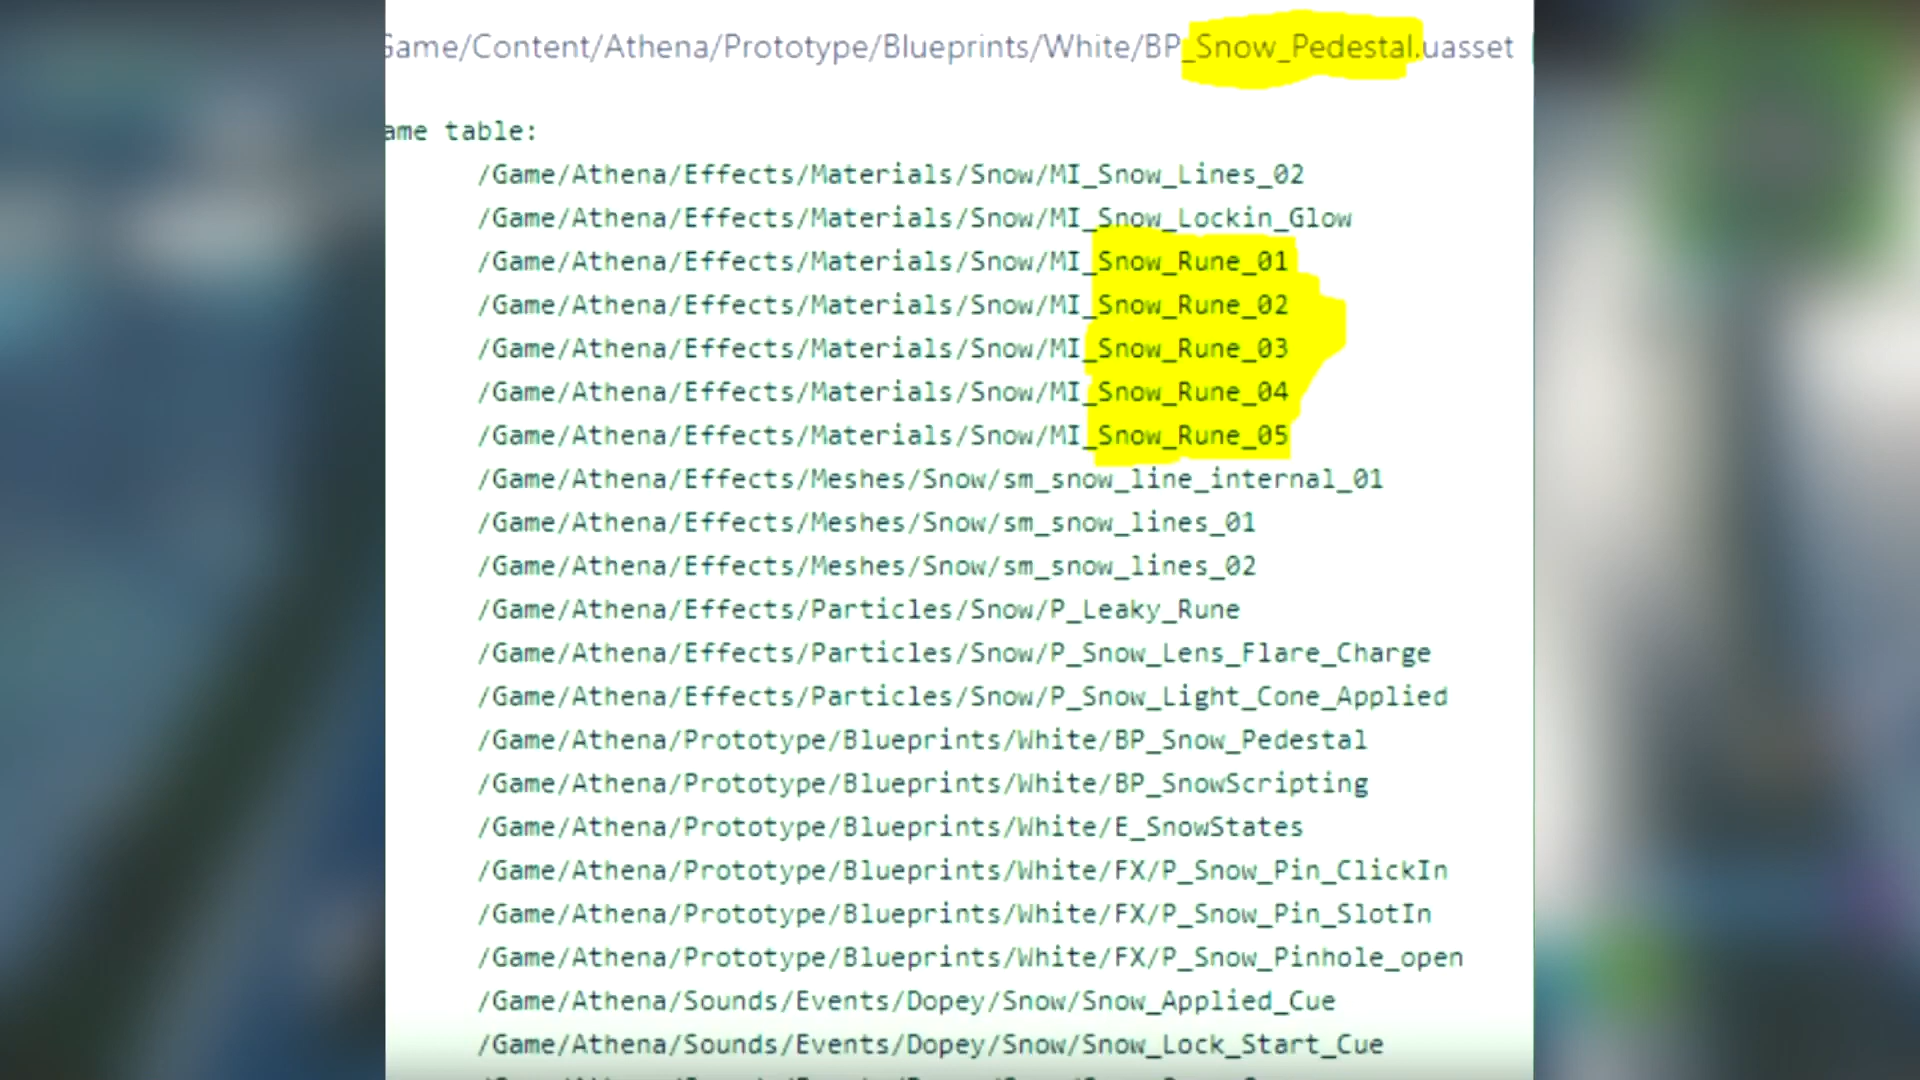 Game/Content/Athena/Prototype/Blueprints/White/BP_Snow_Pedestal.uasset
ame table:
/Game/Athena/Effects/Materials/Snow/MI_Snow_Lines_02
/Game/Athena/Effects/Materials/Snow/MI_Snow_Lockin_Glow
/Game/Athena/Effects/Materials/Snow/MI_Snow_Rune_01
/Game/Athena/Effects/Materials/Snow/MI_Snow_Rune_02
/Game/Athena/Effects/Materials/Snow/MI_Snow_Rune_03
/Game/Athena/Effects/Materials/Snow/MI_Snow_Rune_04
/Game/Athena/Effects/Materials/Snow/MI_Snow_Rune_05
/Game/Athena/Effects/Meshes/Snow/sm_snow_line_internal_01
/Game/Athena/Effects/Meshes/Snow/sm_snow_lines_01
/Game/Athena/Effects/Meshes/Snow/sm_snow_lines_02
/Game/Athena/Effects/Particles/Snow/P_Leaky_Rune
/Game/Athena/Effects/Particles/Snow/P_Snow_Lens_Flare_Charge
/Game/Athena/Effects/Particles/Snow/P_Snow_Light_Cone_Applied
/Game/Athena/Prototype/Blueprints/White/BP_Snow_Pedestal
/Game/Athena/Prototype/Blueprints/White/BP_SnowScripting
/Game/Athena/Prototype/Blueprints/White/E_SnowStates
/Game/Athena/Prototype/Blueprints/White/FX/P_Snow_Pin_ClickIn
/Game/Athena/Prototype/Blueprints/White/FX/P_Snow_Pin_SlotIn
/Game/Athena/Prototype/Blueprints/White/FX/P_Snow_Pinhole_open
/Game/Athena/Sounds/Events/Dopey/Snow/Snow_Applied_Cue
/Game/Athena/Sounds/Events/Dopey/Snow/Snow_Lock_Start_Cue